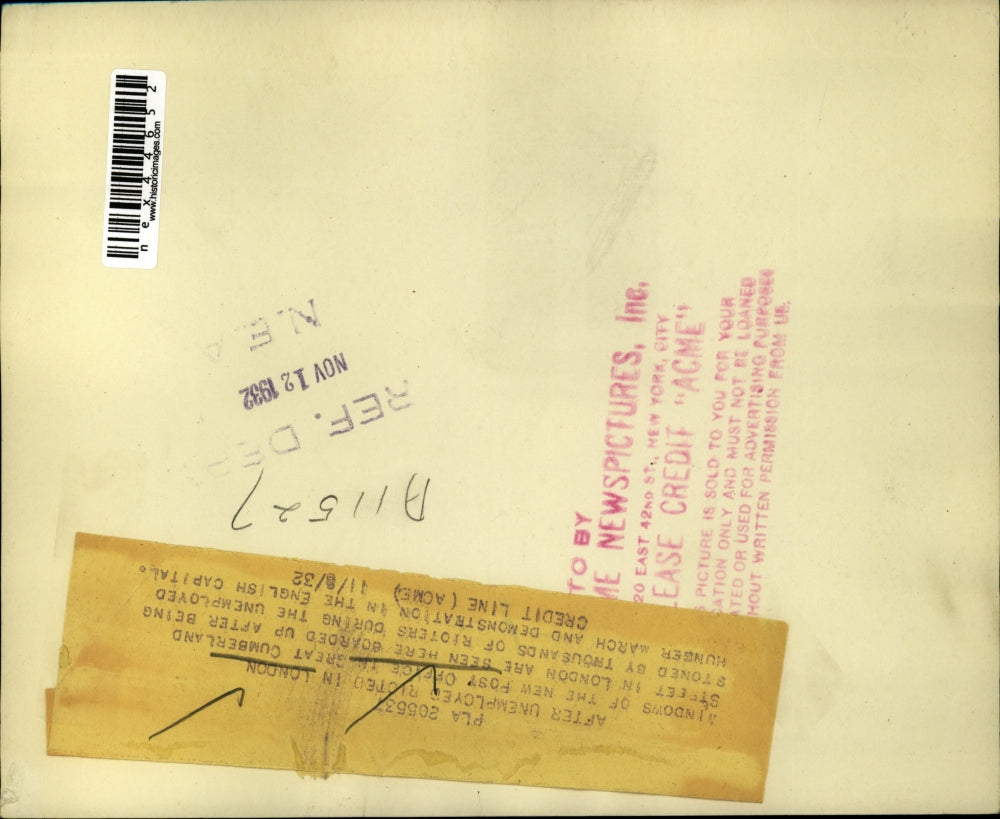 n e x 4 4 6 5 2
www.historicimages.com
N.E.A
NOV 12 1932
REF. DEP
A11527
TO BY
ME NEWSPICTURES, Inc.
20 EAST 42ND ST., NEW YORK, CITY
LEASE CREDIT "ACME"
PICTURE IS SOLD TO YOU FOR YOUR
ATION ONLY AND MUST NOT BE LOANED
ATED OR USED FOR ADVERTISING PURPOSES
HOUT WRITTEN PERMISSION FROM US.
PLA 205537
AFTER UNEMPLOYED RIOTED IN LONDON
WINDOWS OF THE NEW POST OFFICE IN GREAT CUMBERLAND
STREET IN LONDON ARE SEEN HERE BOARDED UP AFTER BEING
STONED BY THOUSANDS OF RIOTERS DURING THE UNEMPLOYED
HUNGER MARCH AND DEMONSTRATION IN THE ENGLISH CAPITAL.
CREDIT LINE (ACME) 11/8/32